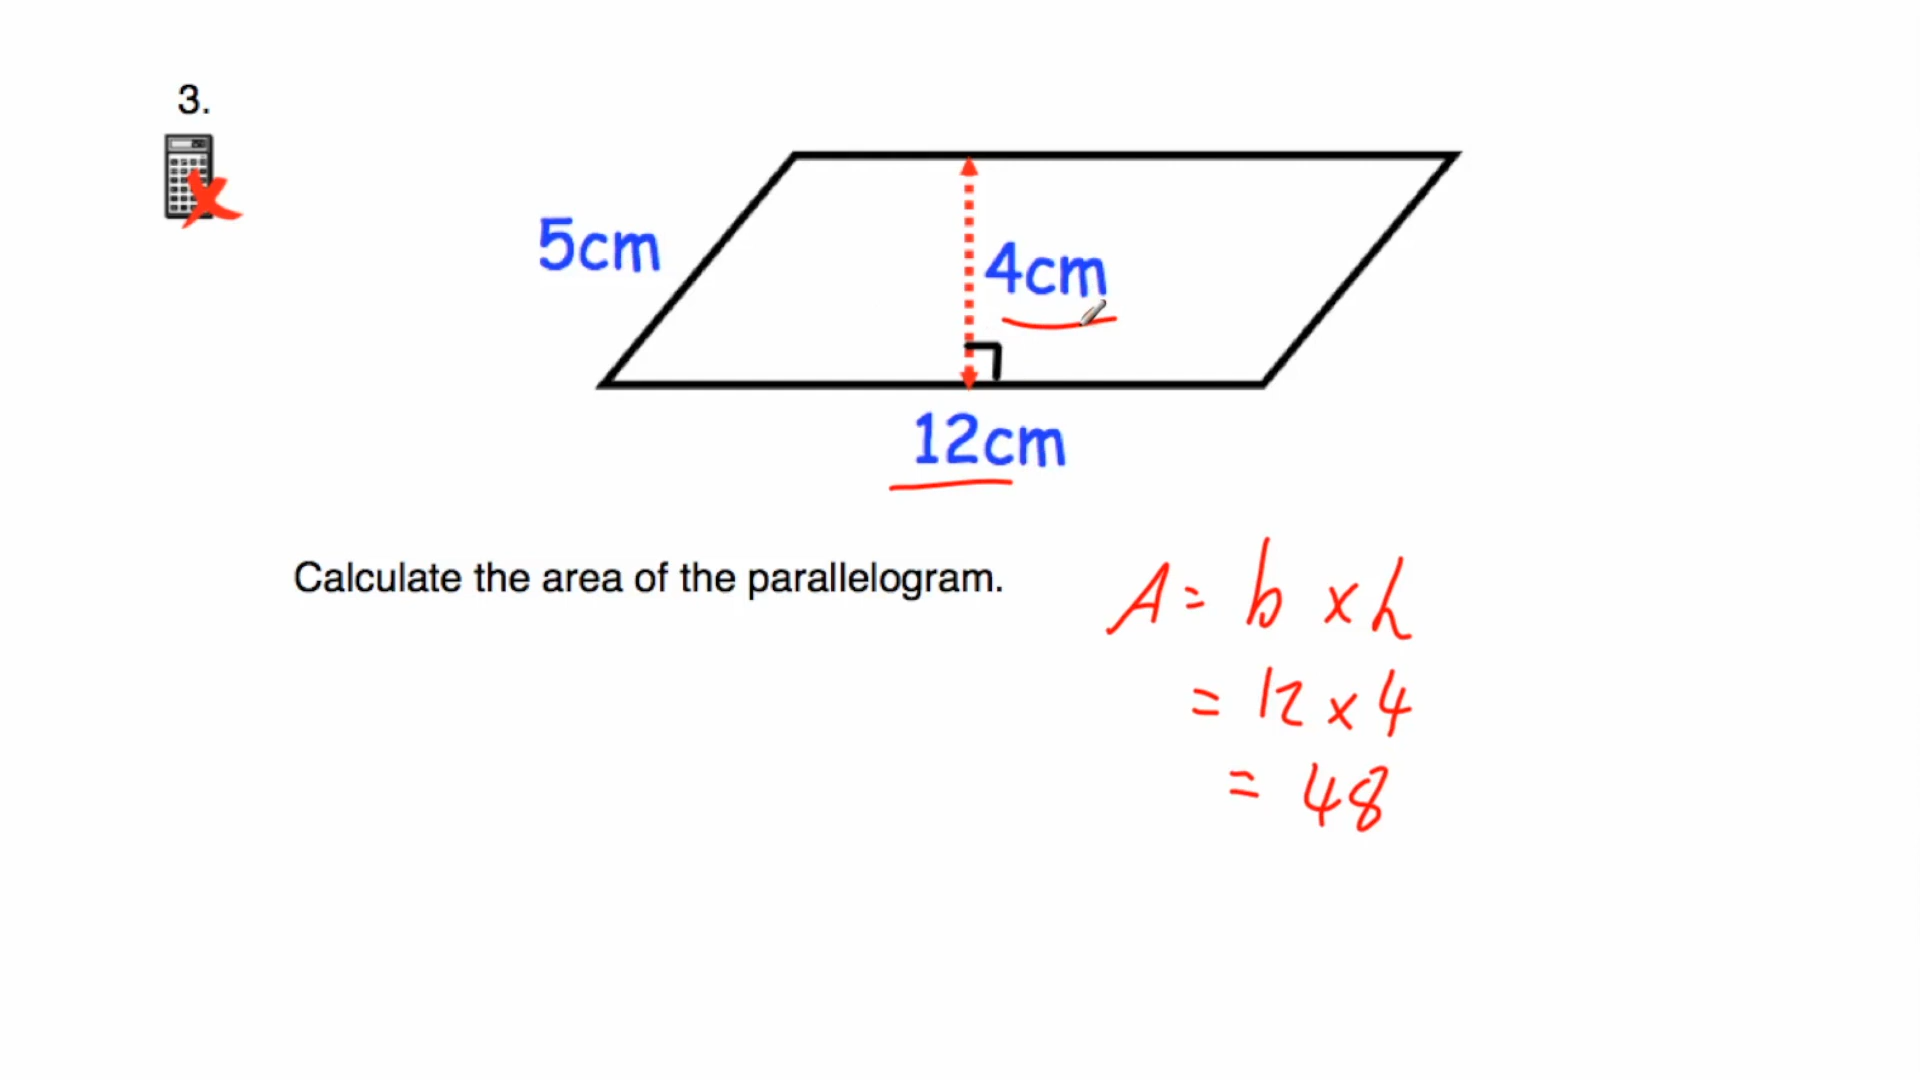 3.
5cm
4cm
12cm
Calculate the area of the parallelogram.
A = b x h
= 12 x 4
= 48